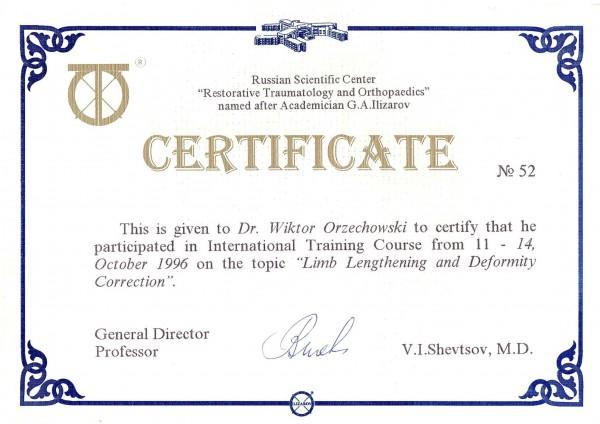 ®
Russian Scientific Center
“Restorative Traumatology and Orthopaedics”
named after Academician G.A.Ilizarov
CERTIFICATE
№ 52
This is given to Dr. Wiktor Orzechowski to certify that he
participated in International Training Course from 11 - 14,
October 1996 on the topic “Limb Lengthening and Deformity
Correction”.
General Director
Professor
V.I.Shevtsov, M.D.
ILIZAROV